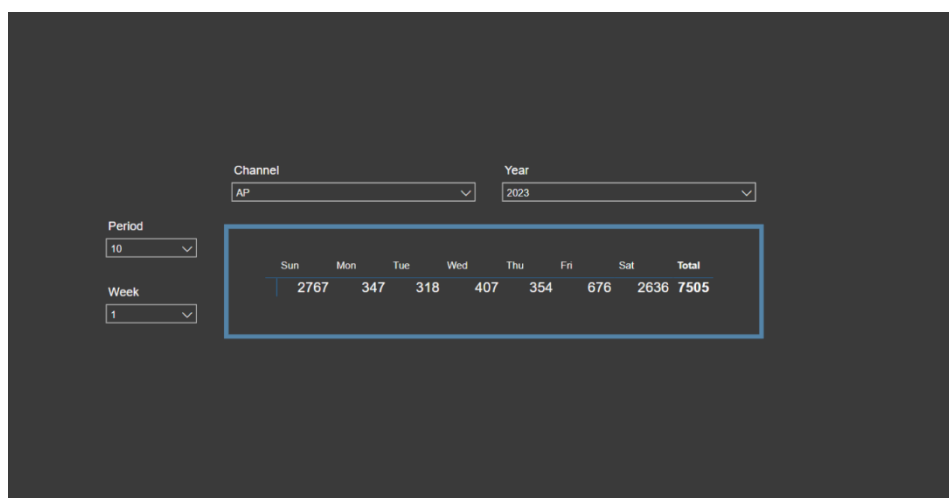 Channel Year
AP 2023
Period
10
Sun Mon Tue Wed Thu Fri Sat Total
2767 347 318 407 354 676 2636 7505
Week
1